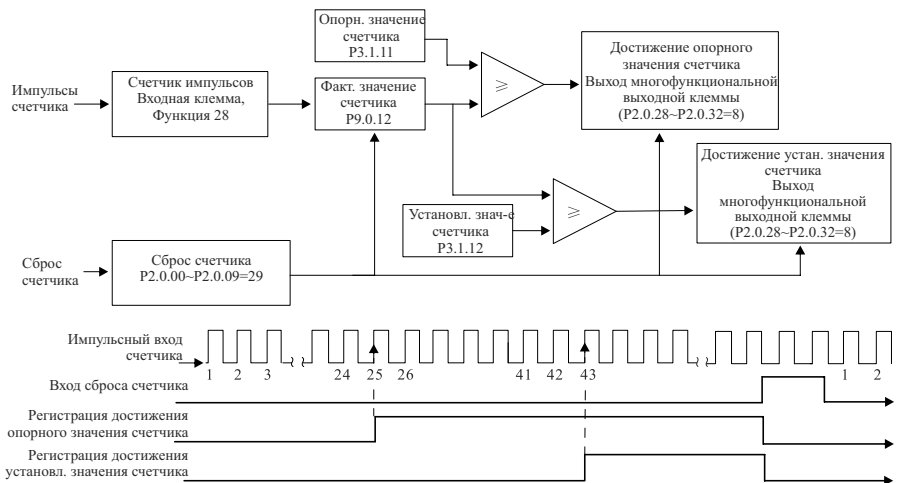 Опорн. значение
счетчика
P3.1.11
Достижение опорного
значения счетчика
Выход многофункциональной
выходной клеммы
(P2.0.28~P2.0.32=8)
Импульсы
счетчика
Счетчик импульсов
Входная клемма,
Функция 28
Факт. значение
счетчика
P9.0.12
≥
Достижение устан. значения
счетчика
Выход
многофункциональной
выходной клеммы
(P2.0.28~P2.0.32=8)
Установл. знач-е
счетчика
P3.1.12
≥
Сброс
счетчика
Сброс счетчика
P2.0.00~P2.0.09=29
Импульсный вход
счетчика
1 2 3 24 25 26 41 42 43 1 2
Вход сброса счетчика
Регистрация достижения
опорного значения счетчика
Регистрация достижения
установл. значения счетчика